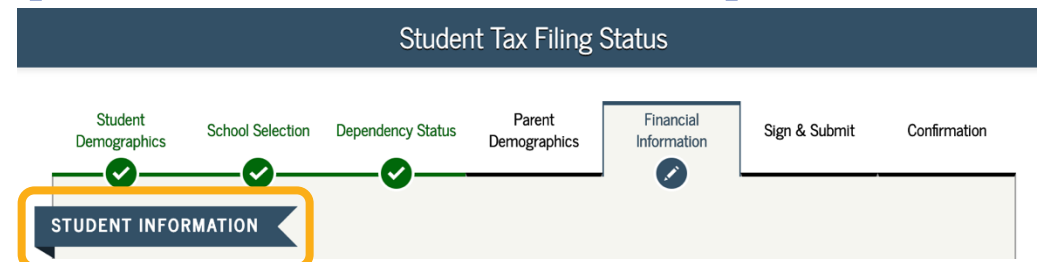 Student Tax Filing Status
Student Demographics
School Selection
Dependency Status
Parent Demographics
Financial Information
Sign & Submit
Confirmation
STUDENT INFORMATION